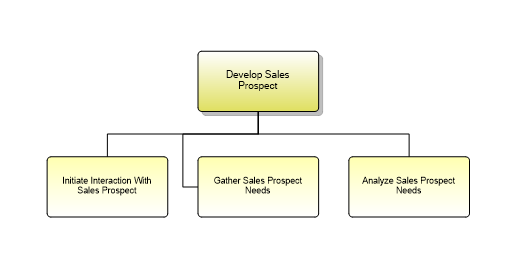 Develop Sales
Prospect
Initiate Interaction With
Sales Prospect
Gather Sales Prospect
Needs
Analyze Sales Prospect
Needs